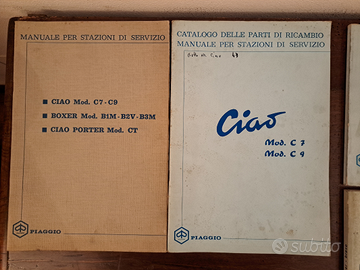 MANUALE PER STAZIONI DI SERVIZIO
CIAO Mod. C7-C9
BOXER Mod. B1M-B2V-B3M
CIAO PORTER Mod. CT
PIAGGIO
CATALOGO DELLE PARTI DI RICAMBIO
MANUALE PER STAZIONI DI SERVIZIO
Ciao
Mod. C 7
Mod. C 9
PIAGGIO
subito